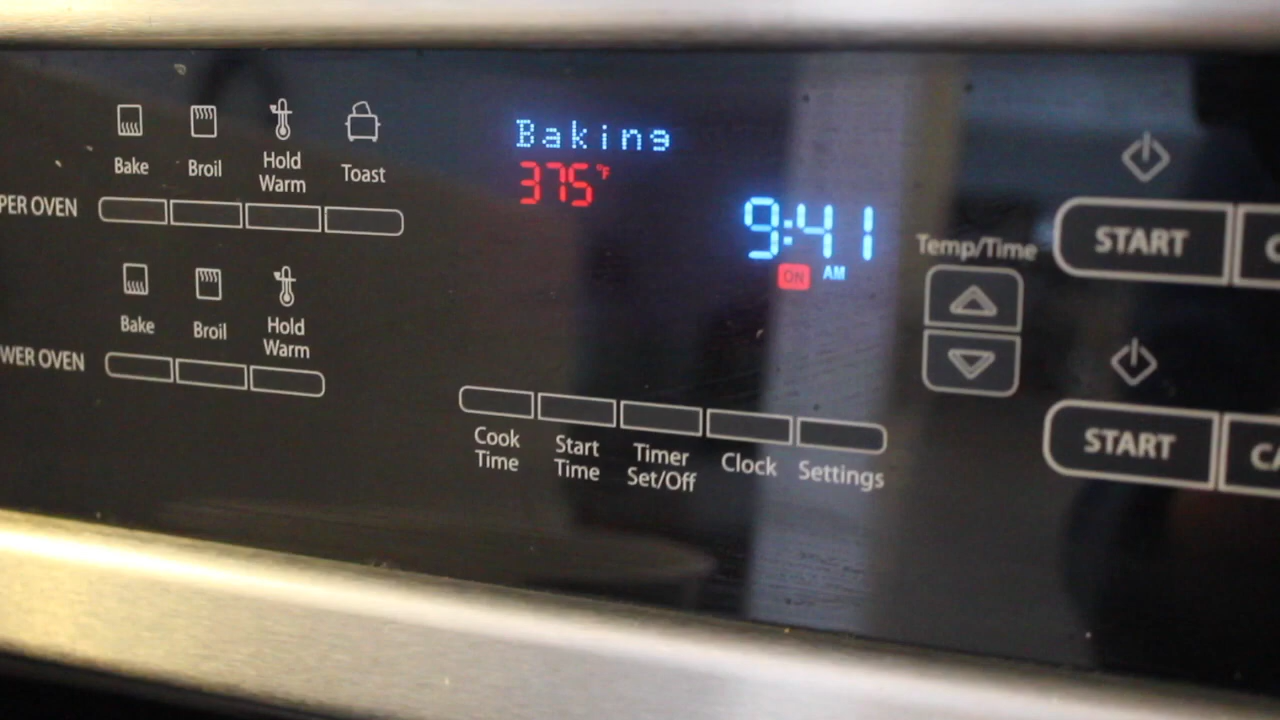 Bake Broil Hold Warm Toast
PER OVEN
Baking
375°F
9:41
ON AM
Temp/Time
START
Bake Broil Hold Warm
WER OVEN
START
CA
Cook Time Start Time Timer Set/Off Clock Settings